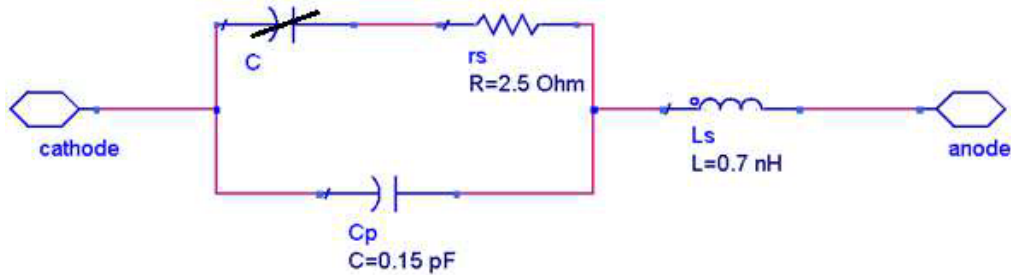 C
rs
R=2.5 Ohm
cathode
Ls
L=0.7 nH
anode
Cp
C=0.15 pF